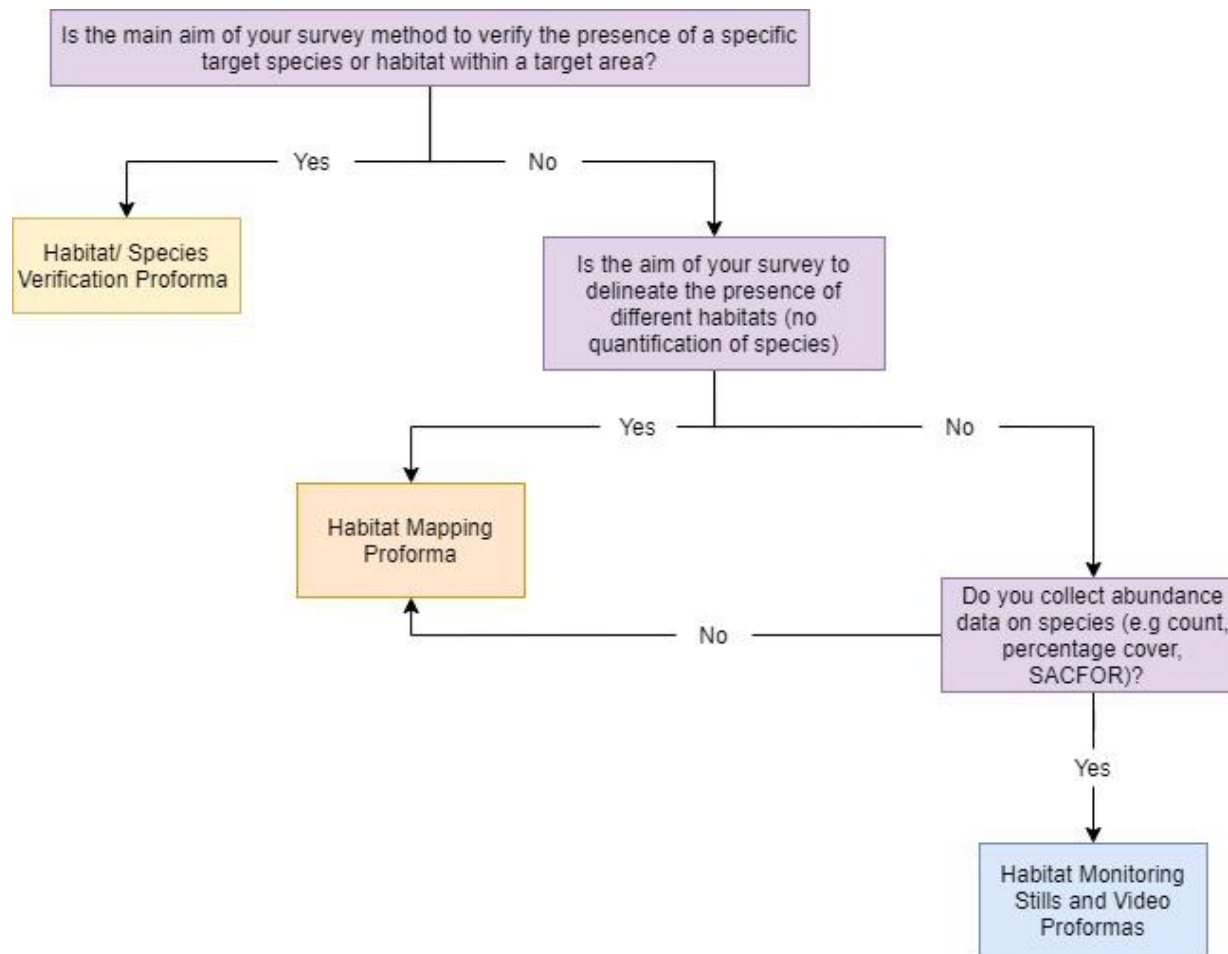 Is the main aim of your survey method to verify the presence of a specific
target species or habitat within a target area?
Yes
No
Habitat/ Species
Verification Proforma
Is the aim of your survey to
delineate the presence of
different habitats (no
quantification of species)
Yes
No
Habitat Mapping
Proforma
No
Do you collect abundance
data on species (e.g count,
percentage cover,
SACFOR)?
Yes
Habitat Monitoring
Stills and Video
Proformas